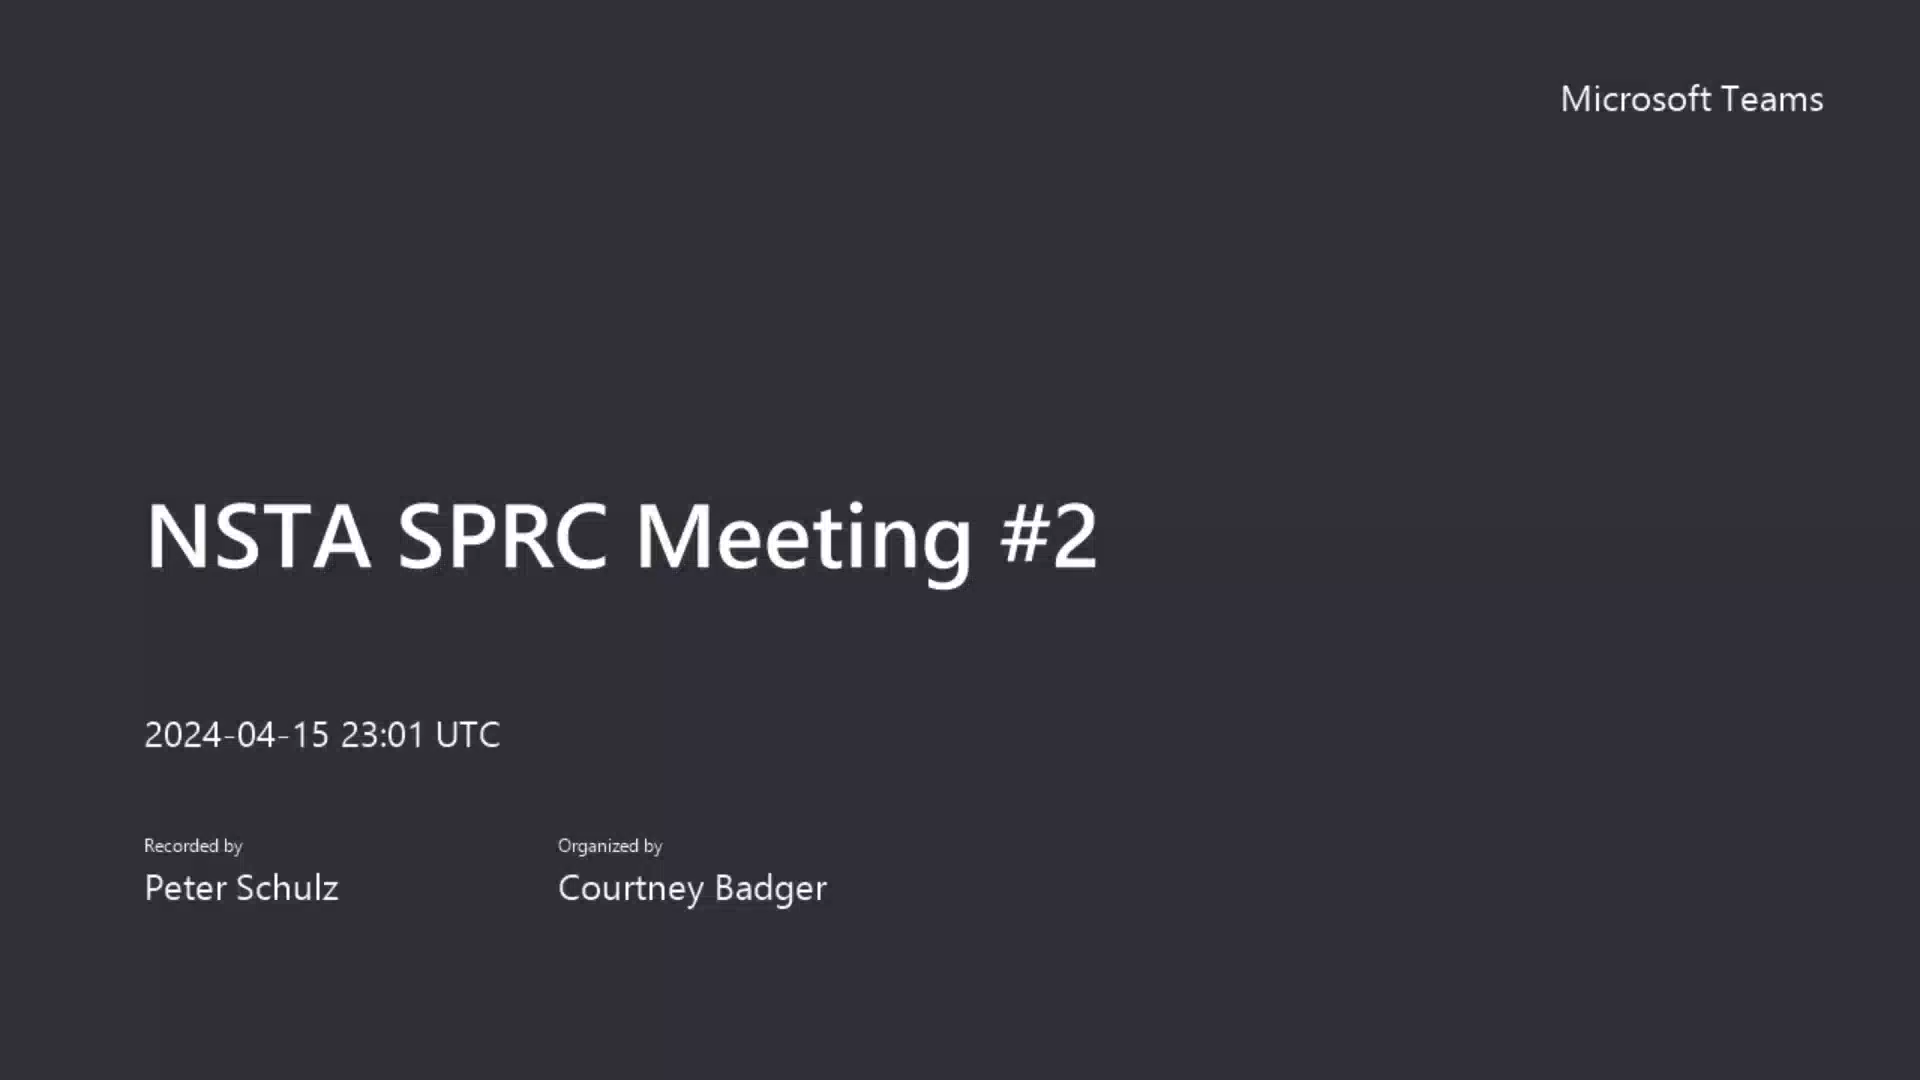 Microsoft Teams
NSTA SPRC Meeting #2
2024-04-15 23:01 UTC
Recorded by
Peter Schulz
Organized by
Courtney Badger